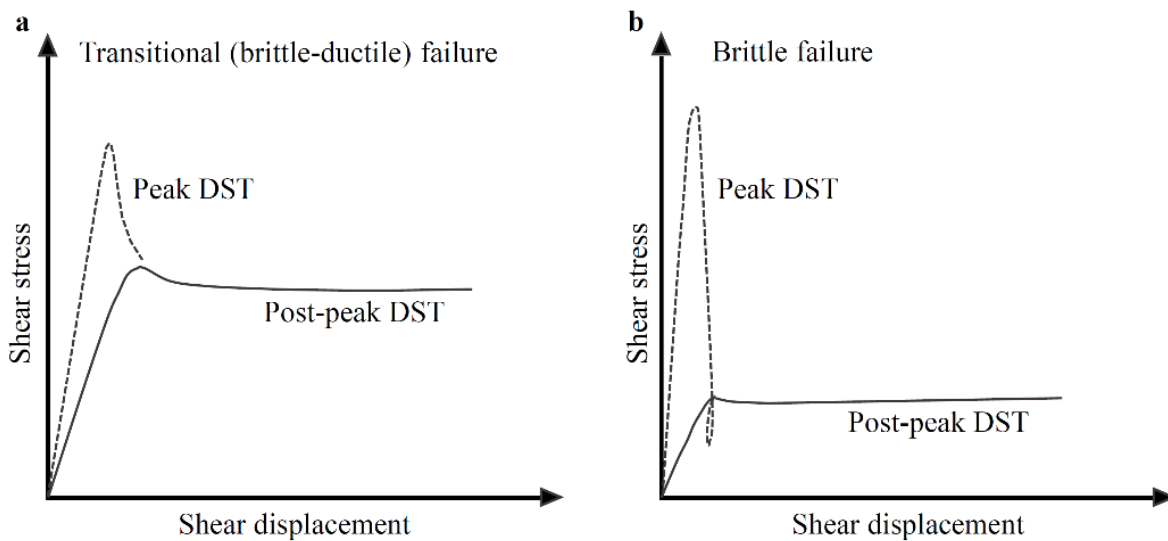 a
Transitional (brittle-ductile) failure
Peak DST
Post-peak DST
Shear stress
Shear displacement
b
Brittle failure
Peak DST
Post-peak DST
Shear stress
Shear displacement